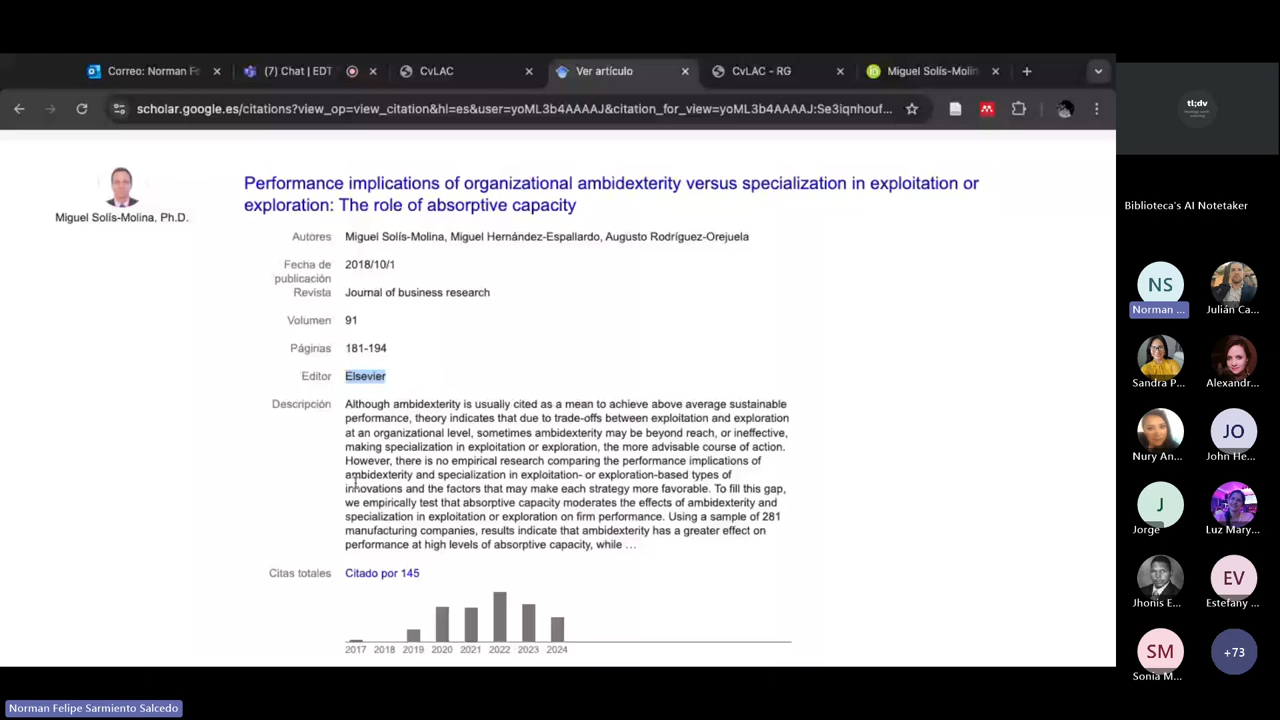 Correo: Norman F
(7) Chat | EDT
CvLAC
Ver artículo
CvLAC - RG
Miguel Solís-Molin
scholar.google.es/citations?view_op=view_citation&hl=es&user=yoML3b4AAAAJ&citation_for_view=yoML3b4AAAAJ:Se3iqnhouf...
Miguel Solís-Molina, Ph.D.
Performance implications of organizational ambidexterity versus specialization in exploitation or
exploration: The role of absorptive capacity
Autores Miguel Solís-Molina, Miguel Hernández-Espallardo, Augusto Rodríguez-Orejuela
Fecha de publicación 2018/10/1
Revista Journal of business research
Volumen 91
Páginas 181-194
Editor Elsevier
Descripción Although ambidexterity is usually cited as a mean to achieve above average sustainable
performance, theory indicates that due to trade-offs between exploitation and exploration
at an organizational level, sometimes ambidexterity may be beyond reach, or ineffective,
making specialization in exploitation or exploration, the more advisable course of action.
However, there is no empirical research comparing the performance implications of
ambidexterity and specialization in exploitation- or exploration-based types of
innovations and the factors that may make each strategy more favorable. To fill this gap,
we empirically test that absorptive capacity moderates the effects of ambidexterity and
specialization in exploitation or exploration on firm performance. Using a sample of 281
manufacturing companies, results indicate that ambidexterity has a greater effect on
performance at high levels of absorptive capacity, while ...
Citas totales Citado por 145
2017 2018 2019 2020 2021 2022 2023 2024
tl;dv
Biblioteca's AI Notetaker
NS
Norman ...
Julián Ca...
Sandra P...
Alexandr...
Nury An...
JO
John He...
J
Jorge
Luz Mary...
Jhonis E...
EV
Estefany ...
SM
Sonia M...
+73
Norman Felipe Sarmiento Salcedo